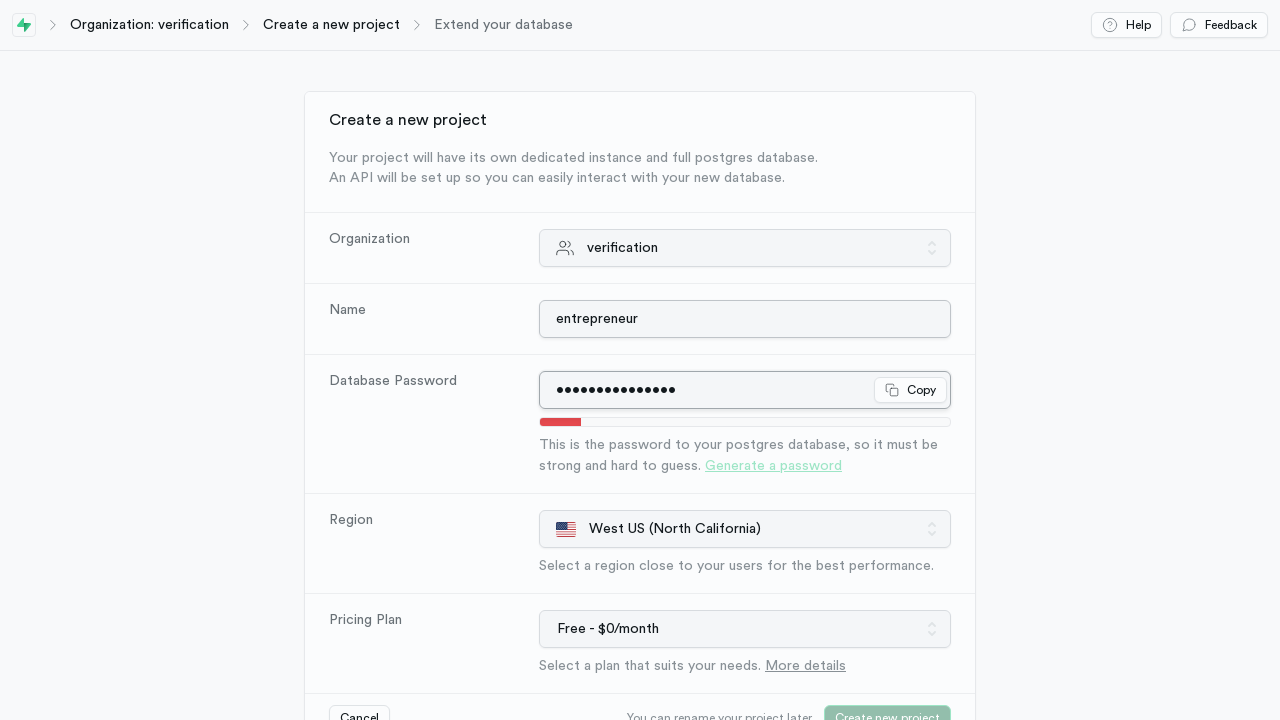 Organization: verification
Create a new project
Extend your database
Help
Feedback
Create a new project
Your project will have its own dedicated instance and full postgres database.
An API will be set up so you can easily interact with your new database.
Organization
verification
Name
entrepreneur
Database Password
•••••••••••••••
Copy
This is the password to your postgres database, so it must be
strong and hard to guess. Generate a password
Region
West US (North California)
Select a region close to your users for the best performance.
Pricing Plan
Free - $0/month
Select a plan that suits your needs. More details
Cancel
You can rename your project later
Create new project